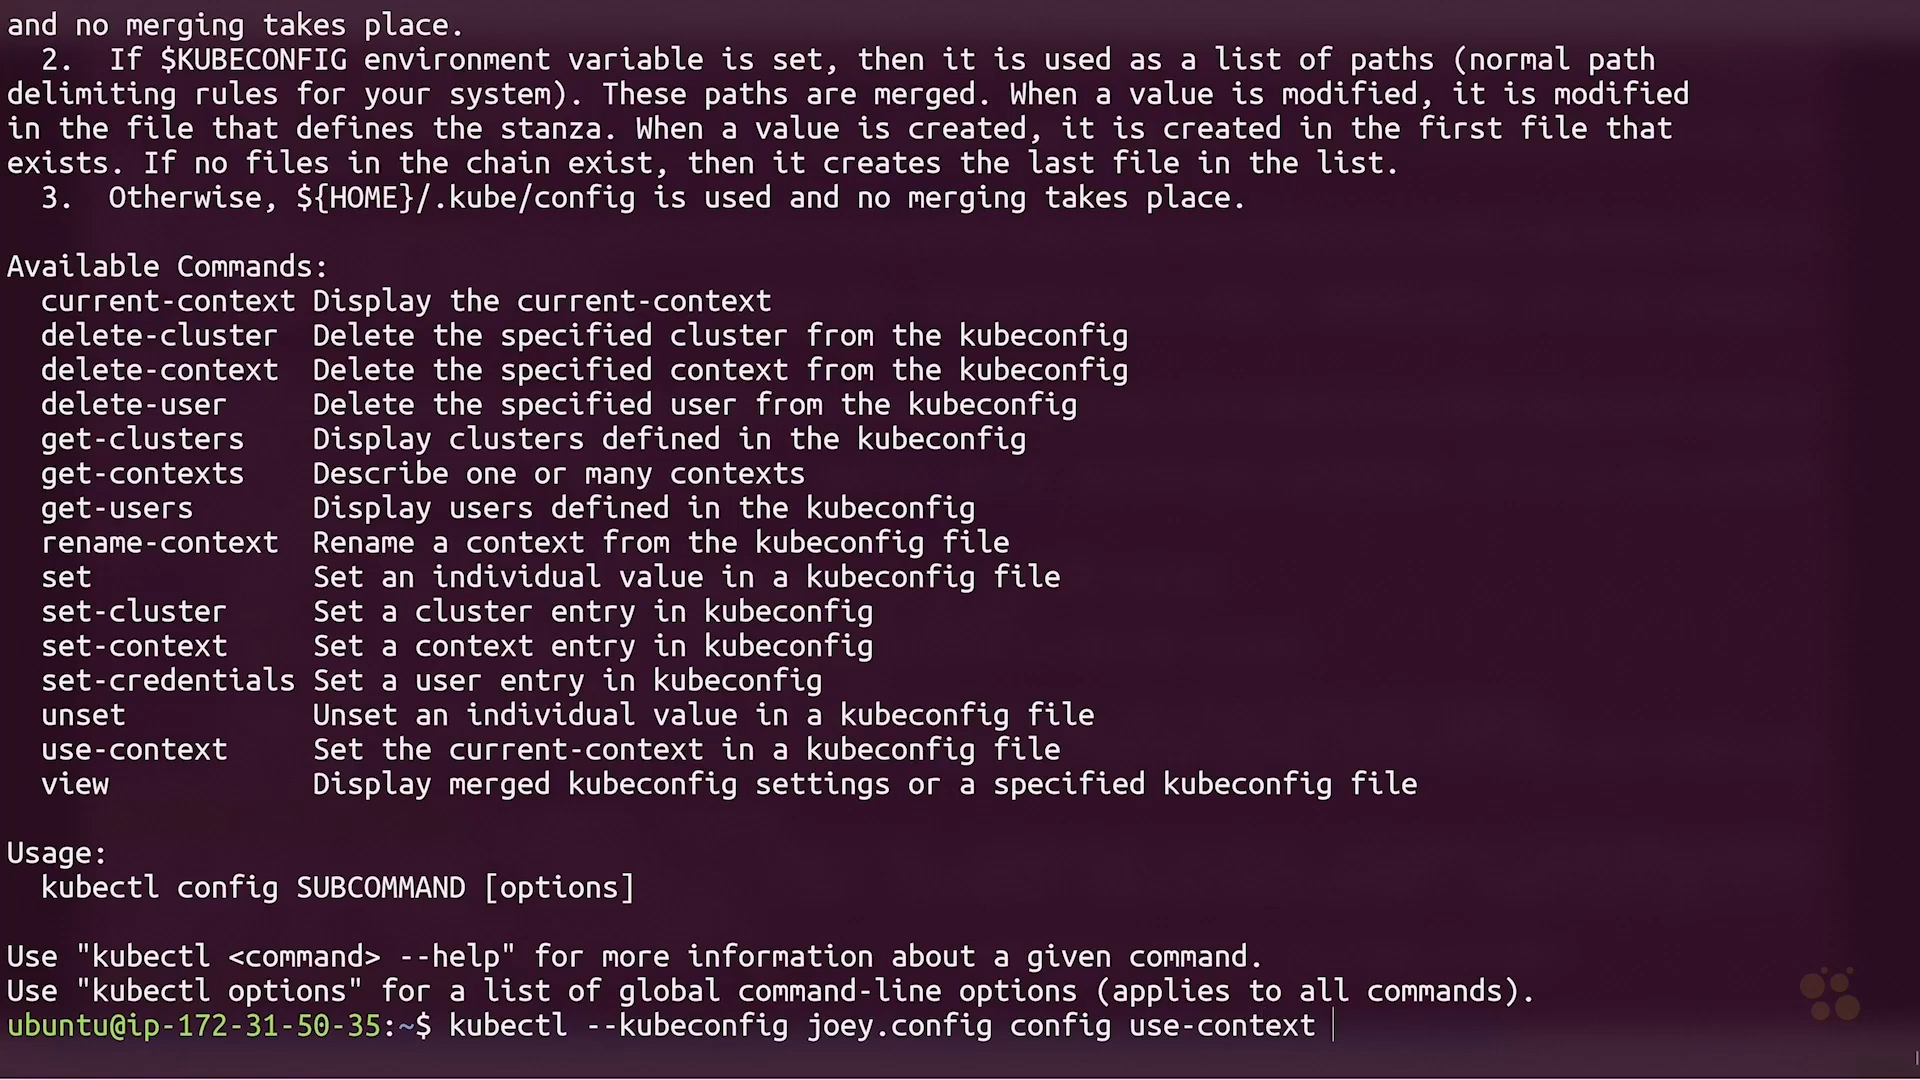 and no merging takes place.
  2.  If $KUBECONFIG environment variable is set, then it is used as a list of paths (normal path
delimiting rules for your system). These paths are merged. When a value is modified, it is modified
in the file that defines the stanza. When a value is created, it is created in the first file that
exists. If no files in the chain exist, then it creates the last file in the list.
  3.  Otherwise, ${HOME}/.kube/config is used and no merging takes place.

Available Commands:
  current-context Display the current-context
  delete-cluster  Delete the specified cluster from the kubeconfig
  delete-context  Delete the specified context from the kubeconfig
  delete-user     Delete the specified user from the kubeconfig
  get-clusters    Display clusters defined in the kubeconfig
  get-contexts    Describe one or many contexts
  get-users       Display users defined in the kubeconfig
  rename-context  Rename a context from the kubeconfig file
  set             Set an individual value in a kubeconfig file
  set-cluster     Set a cluster entry in kubeconfig
  set-context     Set a context entry in kubeconfig
  set-credentials Set a user entry in kubeconfig
  unset           Unset an individual value in a kubeconfig file
  use-context     Set the current-context in a kubeconfig file
  view            Display merged kubeconfig settings or a specified kubeconfig file

Usage:
  kubectl config SUBCOMMAND [options]

Use "kubectl <command> --help" for more information about a given command.
Use "kubectl options" for a list of global command-line options (applies to all commands).
ubuntu@ip-172-31-50-35:~$ kubectl --kubeconfig joey.config config use-context